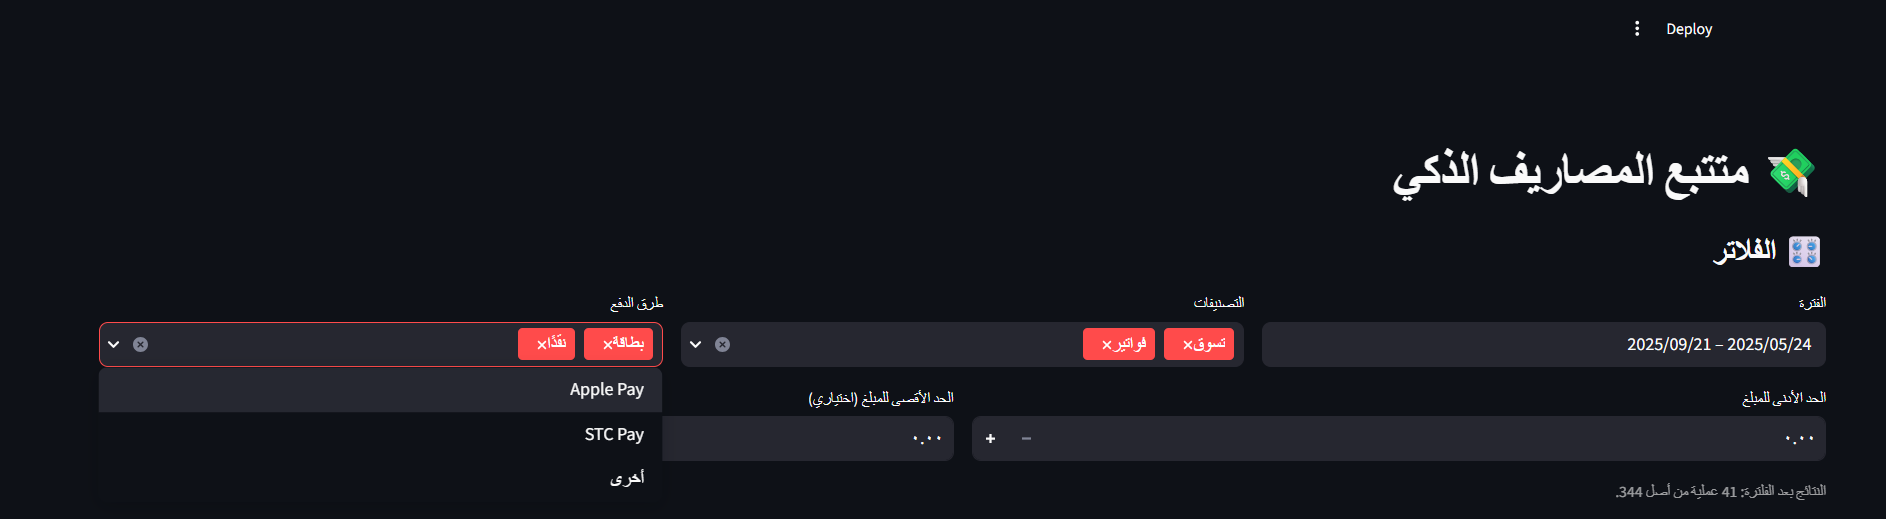 Deploy
متتبع المصاريف الذكي
الفلاتر
الفترة
2025/09/21 – 2025/05/24
التصنيفات
تسوق
فواتير
طرق الدفع
بطاقة
نقدًا
Apple Pay
STC Pay
أخرى
الحد الأدنى للمبلغ
٠.٠٠
الحد الأقصى للمبلغ (اختياري)
٠.٠٠
النتائج بعد الفلترة: 41 عملية من أصل 344.